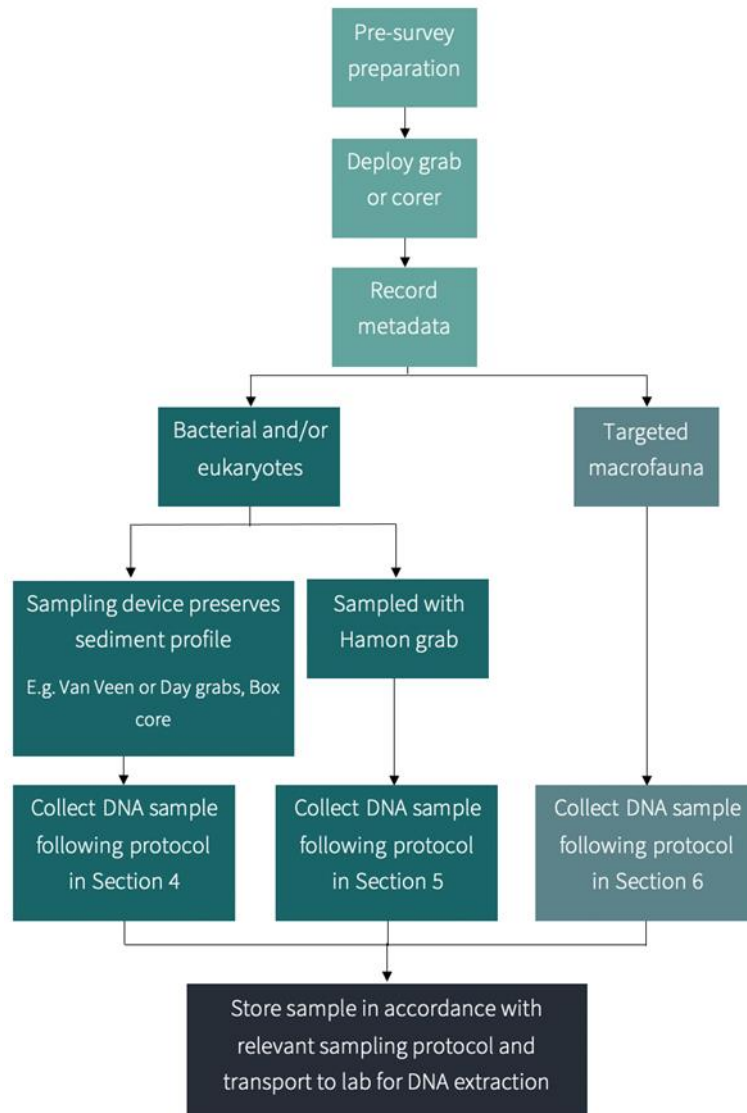 Pre-survey
preparation
Deploy grab
or corer
Record
metadata
Bacterial and/or
eukaryotes
Targeted
macrofauna
Sampling device preserves
sediment profile
E.g. Van Veen or Day grabs, Box
core
Sampled with
Hamon grab
Collect DNA sample
following protocol
in Section 4
Collect DNA sample
following protocol
in Section 5
Collect DNA sample
following protocol
in Section 6
Store sample in accordance with
relevant sampling protocol and
transport to lab for DNA extraction